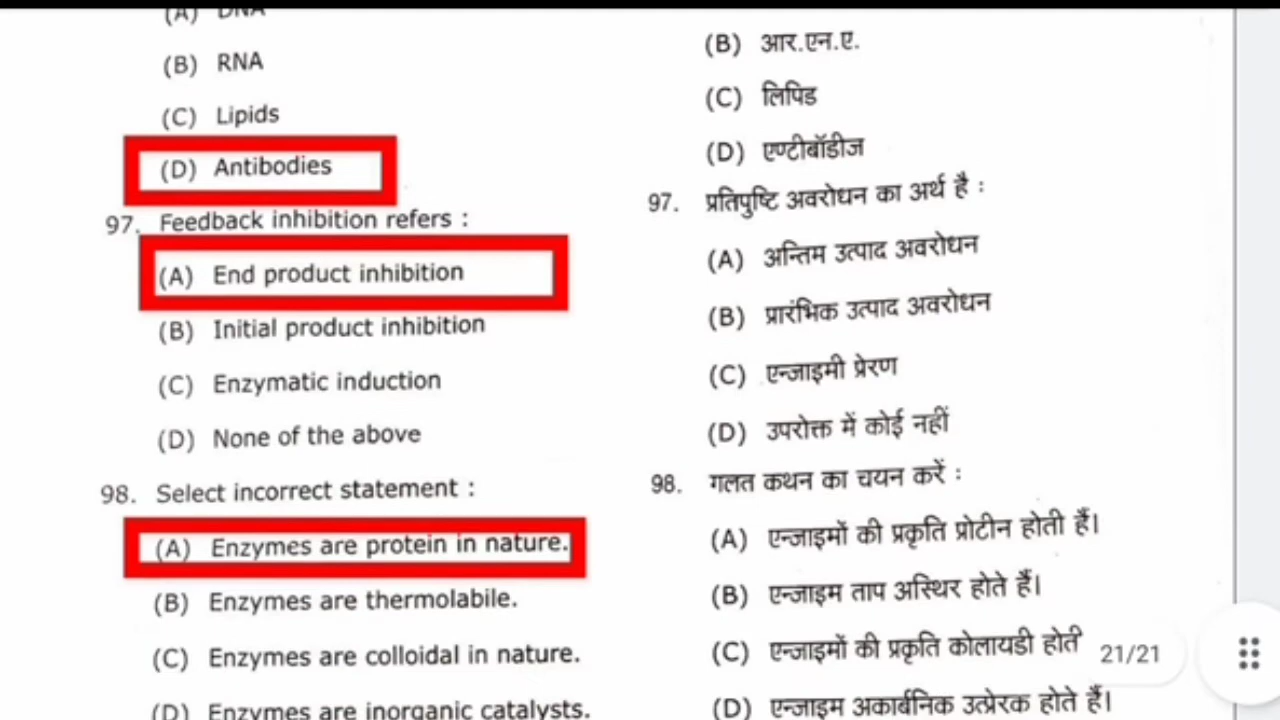 (A) DNA
(B) RNA
(C) Lipids
(D) Antibodies
97. Feedback inhibition refers :
(A) End product inhibition
(B) Initial product inhibition
(C) Enzymatic induction
(D) None of the above
98. Select incorrect statement :
(A) Enzymes are protein in nature.
(B) Enzymes are thermolabile.
(C) Enzymes are colloidal in nature.
(D) Enzymes are inorganic catalysts.
(B) आर.एन.ए.
(C) लिपिड
(D) एण्टीबॉडीज
97. प्रतिपुष्टि अवरोधन का अर्थ है :
(A) अन्तिम उत्पाद अवरोधन
(B) प्रारंभिक उत्पाद अवरोधन
(C) एन्जाइमी प्रेरण
(D) उपरोक्त में कोई नहीं
98. गलत कथन का चयन करें :
(A) एन्जाइमों की प्रकृति प्रोटीन होती हैं।
(B) एन्जाइम ताप अस्थिर होते हैं।
(C) एन्जाइमों की प्रकृति कोलायडी होती
(D) एन्जाइम अकार्बनिक उत्प्रेरक होते हैं।
21/21